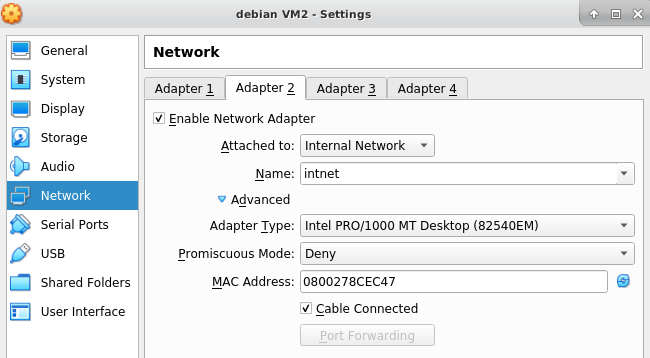 debian VM2 - Settings
General
System
Display
Storage
Audio
Network
Serial Ports
USB
Shared Folders
User Interface
Network
Adapter 1 Adapter 2 Adapter 3 Adapter 4
Enable Network Adapter
Attached to: Internal Network
Name: intnet
Advanced
Adapter Type: Intel PRO/1000 MT Desktop (82540EM)
Promiscuous Mode: Deny
MAC Address: 0800278CEC47
Cable Connected
Port Forwarding